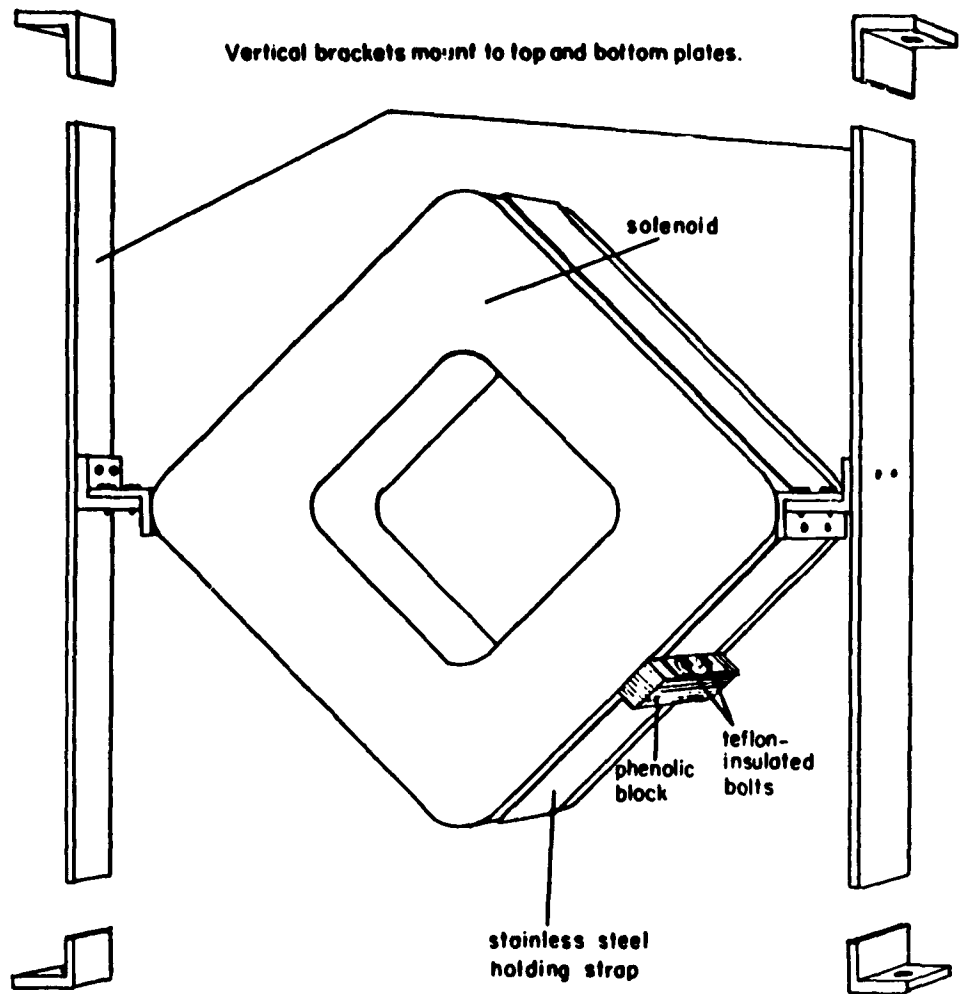 Vertical brackets mount to top and bottom plates.
solenoid
phenolic
block
teflon-
insulated
bolts
stainless steel
holding strap